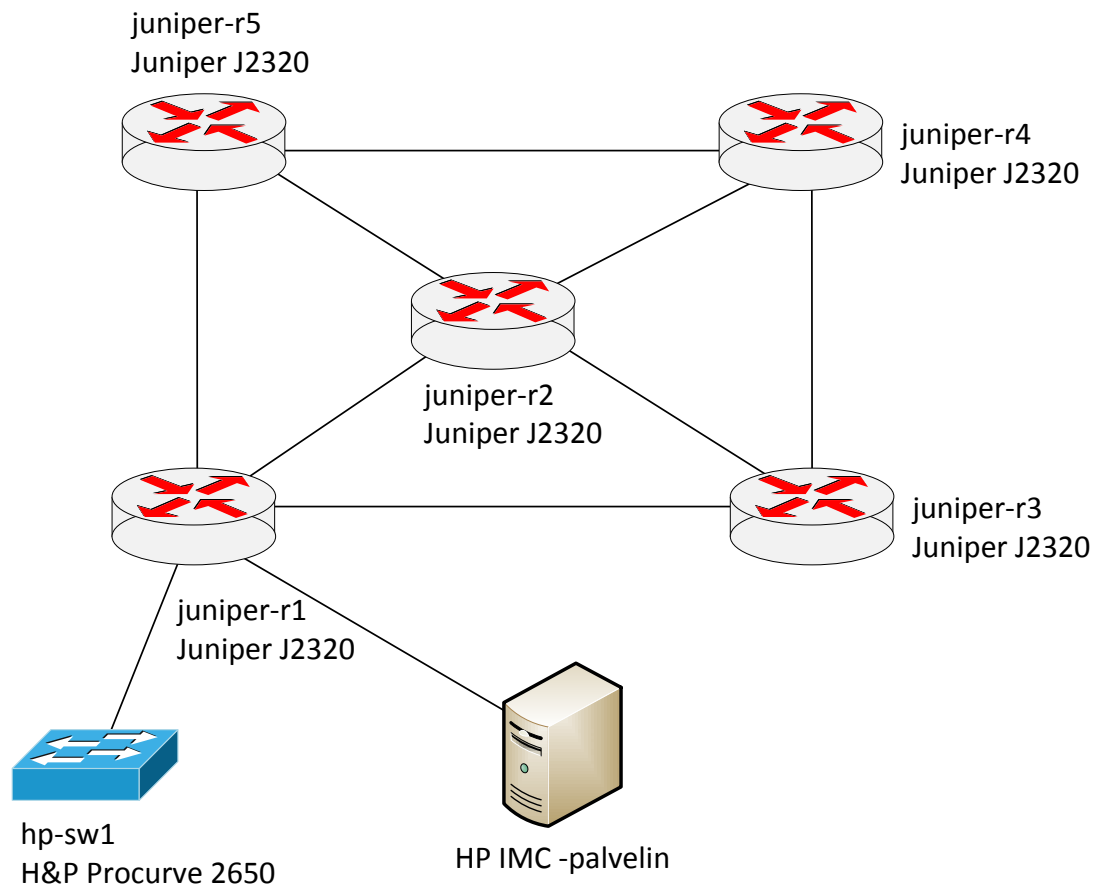 juniper-r5
Juniper J2320
juniper-r4
Juniper J2320
juniper-r2
Juniper J2320
juniper-r3
Juniper J2320
juniper-r1
Juniper J2320
hp-sw1
H&P Procurve 2650
HP IMC -palvelin